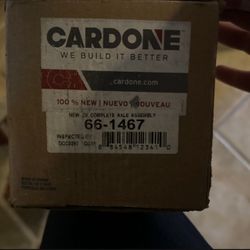 CARDONE
WE BUILD IT BETTER
cardone.com
100 % NEW | NUEVO | NOUVEAU
NEW CV COMPLETE AXLE ASSEMBLY
66-1467
INSPECTED BY